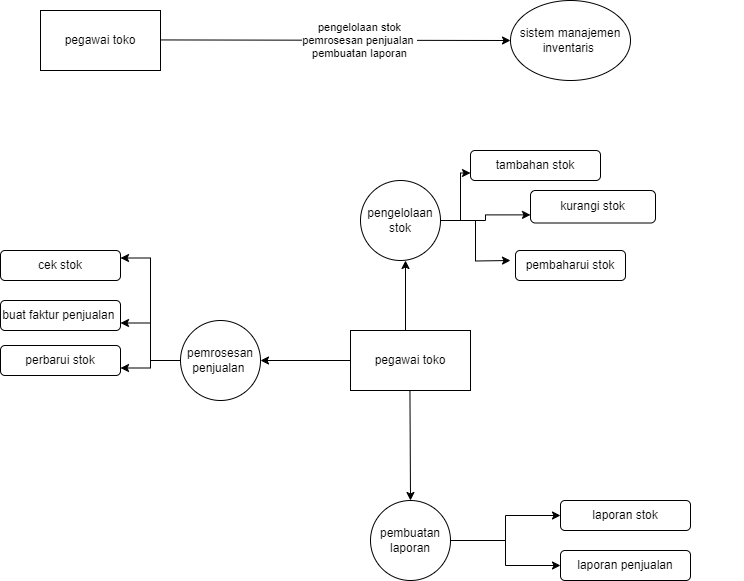 pegawai toko
pengelolaan stok
pemrosesan penjualan
pembuatan laporan
sistem manajemen
inventaris
tambahan stok
pengelolaan
stok
kurangi stok
pembaharui stok
cek stok
buat faktur penjualan
perbarui stok
pemrosesan
penjualan
pegawai toko
pembuatan
laporan
laporan stok
laporan penjualan